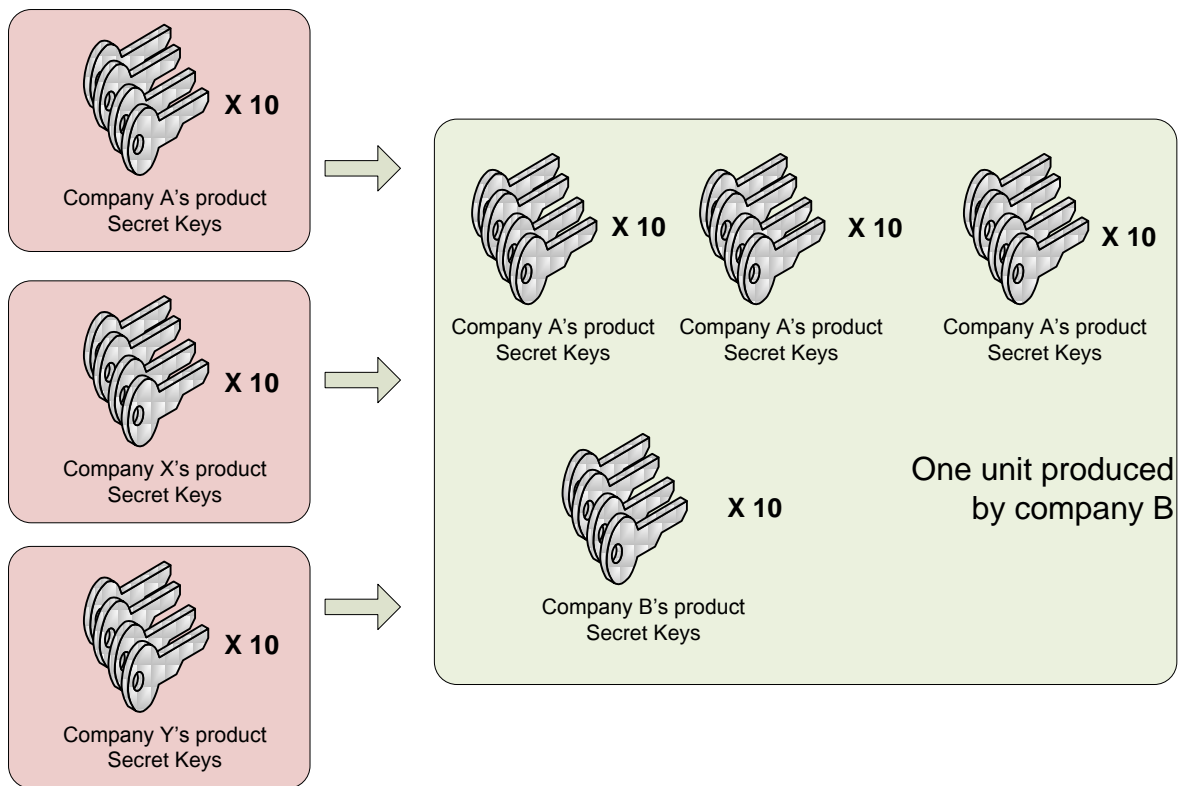 X 10
Company A's product
Secret Keys
X 10
Company X's product
Secret Keys
X 10
Company Y's product
Secret Keys
X 10
Company A's product
Secret Keys
X 10
Company A's product
Secret Keys
X 10
Company A's product
Secret Keys
X 10
Company B's product
Secret Keys
One unit produced
by company B